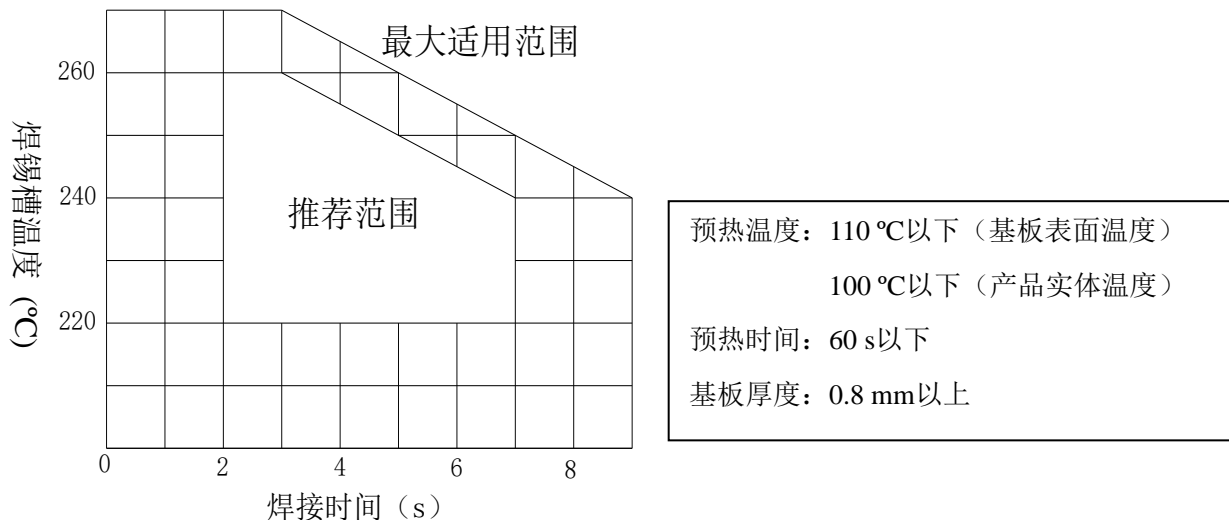 最大适用范围
260
240
220
焊锡槽温度 (℃)
推荐范围
0 2 4 6 8
焊接时间（s）
预热温度：110 ℃以下（基板表面温度）
100 ℃以下（产品实体温度）
预热时间：60 s以下
基板厚度：0.8 mm以上